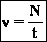 ν = N/t